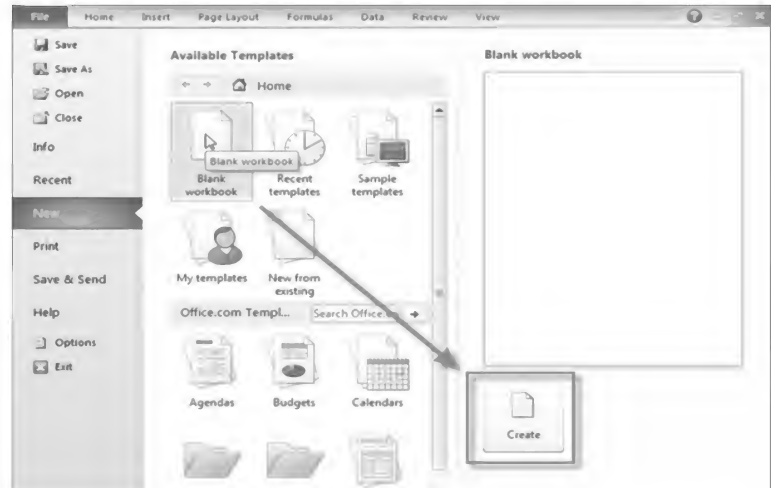 File Home Insert Page Layout Formulas Data Review View
Save
Save As
Open
Close
Info
Recent
New
Print
Save & Send
Help
Options
Exit
Available Templates
Home
Blank workbook
Blank
workbook
Recent
templates
Sample
templates
My templates
New from
existing
Office.com Templ...
Search Office.
Agendas
Budgets
Calendars
Blank workbook
Create